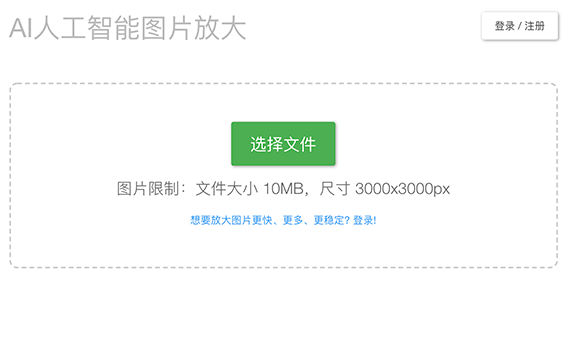 AI人工智能图片放大
登录 / 注册
选择文件
图片限制：文件大小 10MB，尺寸 3000x3000px
想要放大图片更快、更多、更稳定? 登录!